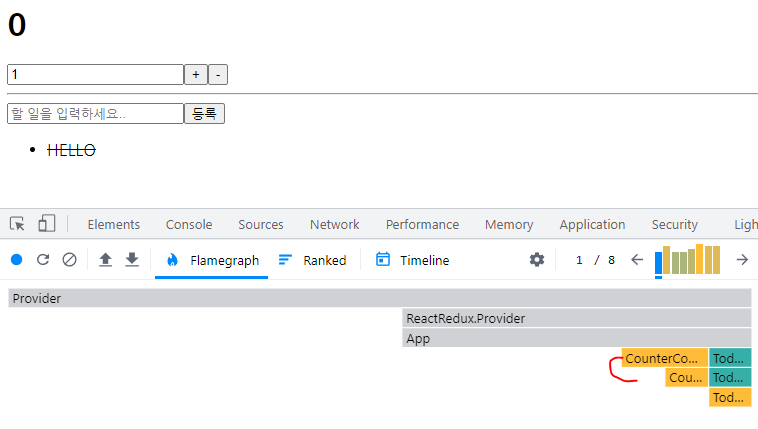 0
1 + -
할 일을 입력하세요.. 등록
• HELLO
Elements Console Sources Network Performance Memory Application Security Ligh
Flamegraph Ranked Timeline 1 / 8
Provider
ReactRedux.Provider
App
CounterCo... Tod...
Cou... Tod...
Tod...